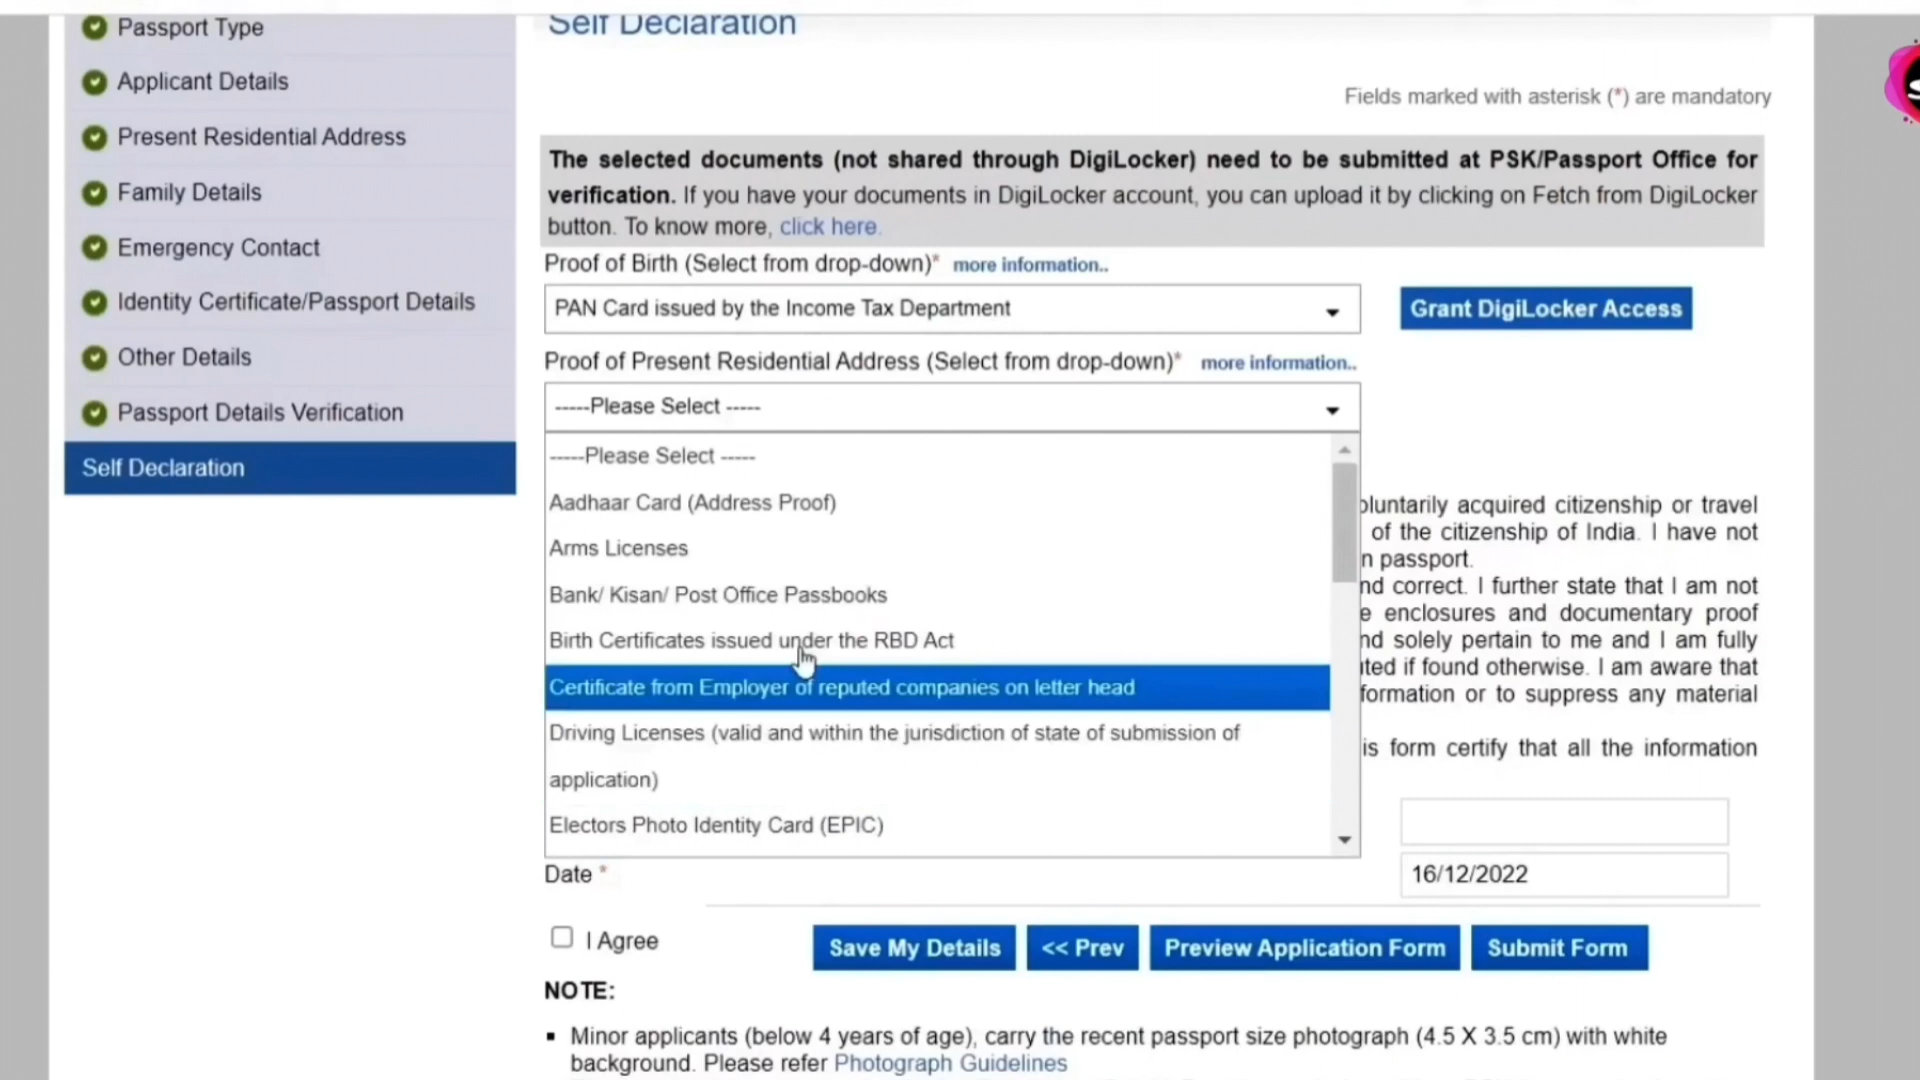 Passport Type
Self Declaration
Applicant Details
Fields marked with asterisk (*) are mandatory
Present Residential Address
The selected documents (not shared through DigiLocker) need to be submitted at PSK/Passport Office for
verification. If you have your documents in DigiLocker account, you can upload it by clicking on Fetch from DigiLocker
button. To know more, click here.
Family Details
Emergency Contact
Identity Certificate/Passport Details
Other Details
Passport Details Verification
Self Declaration
Proof of Birth (Select from drop-down)* more information..
PAN Card issued by the Income Tax Department
Grant DigiLocker Access
Proof of Present Residential Address (Select from drop-down)* more information..
-----Please Select -----
-----Please Select -----
Aadhaar Card (Address Proof)
Arms Licenses
Bank/ Kisan/ Post Office Passbooks
Birth Certificates issued under the RBD Act
Certificate from Employer of reputed companies on letter head
Driving Licenses (valid and within the jurisdiction of state of submission of
application)
Electors Photo Identity Card (EPIC)
acquired citizenship or travel
of the citizenship of India. I have not
passport.
correct. I further state that I am not
enclosures and documentary proof
solely pertain to me and I am fully
if found otherwise. I am aware that
or to suppress any material
form certify that all the information
Date *
16/12/2022
I Agree
Save My Details
<< Prev
Preview Application Form
Submit Form
NOTE:
Minor applicants (below 4 years of age), carry the recent passport size photograph (4.5 X 3.5 cm) with white
background. Please refer Photograph Guidelines